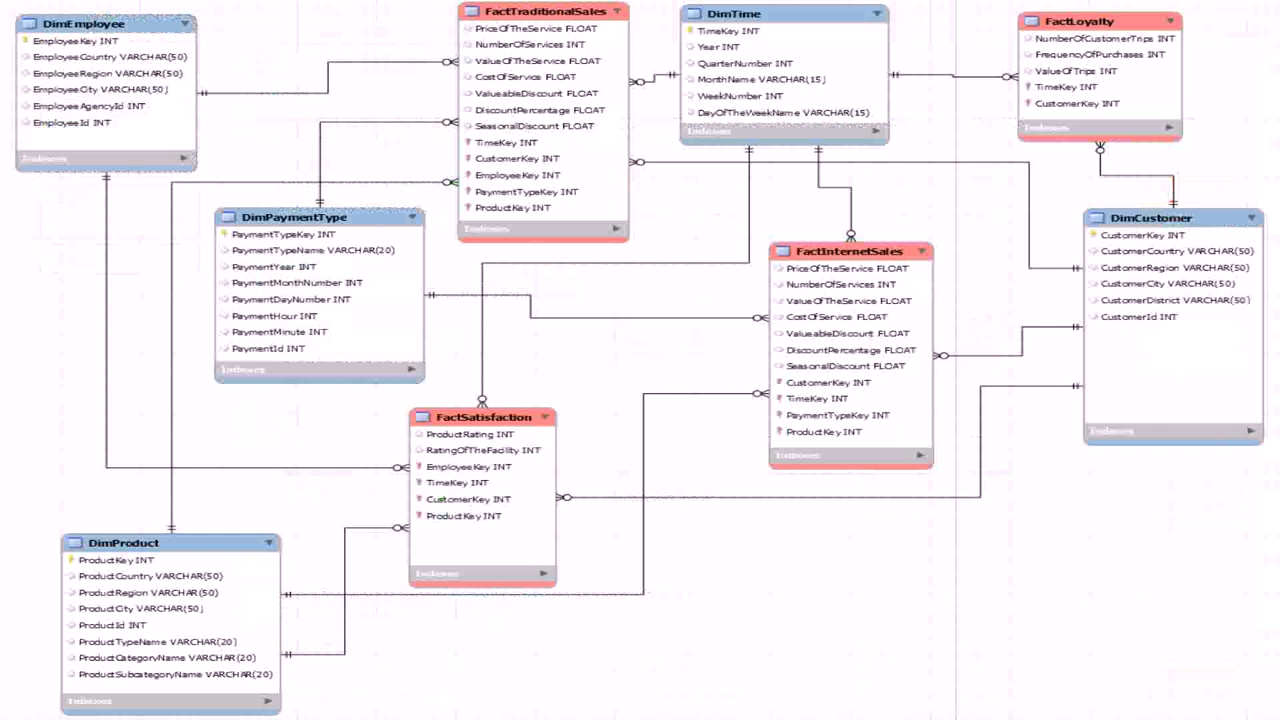 DimEmployee
EmployeeKey INT
EmployeeCountry VARCHAR(50)
EmployeeRegion VARCHAR(50)
EmployeeCity VARCHAR(50)
EmployeeAgencyId INT
EmployeeId INT
Indexes
FactTraditionalSales
PriceOfTheService FLOAT
NumberOfServices INT
ValueOfTheService FLOAT
CostOfService FLOAT
ValueableDiscount FLOAT
DiscountPercentage FLOAT
SeasonalDiscount FLOAT
TimeKey INT
CustomerKey INT
EmployeeKey INT
PaymentTypeKey INT
ProductKey INT
Indexes
DimTime
TimeKey INT
Year INT
QuarterNumber INT
MonthName VARCHAR(15)
WeekNumber INT
DayOfTheWeekName VARCHAR(15)
Indexes
FactLoyalty
NumberOfCustomerTrips INT
FrequencyOfPurchases INT
ValueOfTrips INT
TimeKey INT
CustomerKey INT
Indexes
DimPaymentType
PaymentTypeKey INT
PaymentTypeName VARCHAR(20)
PaymentYear INT
PaymentMonthNumber INT
PaymentDayNumber INT
PaymentHour INT
PaymentMinute INT
PaymentId INT
Indexes
FactInternetSales
PriceOfTheService FLOAT
NumberOfServices INT
ValueOfTheService FLOAT
CostOfService FLOAT
ValueableDiscount FLOAT
DiscountPercentage FLOAT
SeasonalDiscount FLOAT
CustomerKey INT
TimeKey INT
PaymentTypeKey INT
ProductKey INT
Indexes
DimCustomer
CustomerKey INT
CustomerCountry VARCHAR(50)
CustomerRegion VARCHAR(50)
CustomerCity VARCHAR(50)
CustomerDistrict VARCHAR(50)
CustomerId INT
Indexes
FactSatisfaction
ProductRating INT
RatingOfTheFacility INT
EmployeeKey INT
TimeKey INT
CustomerKey INT
ProductKey INT
Indexes
DimProduct
ProductKey INT
ProductCountry VARCHAR(50)
ProductRegion VARCHAR(50)
ProductCity VARCHAR(50)
ProductId INT
ProductTypeName VARCHAR(20)
ProductCategoryName VARCHAR(20)
ProductSubcategoryName VARCHAR(20)
Indexes